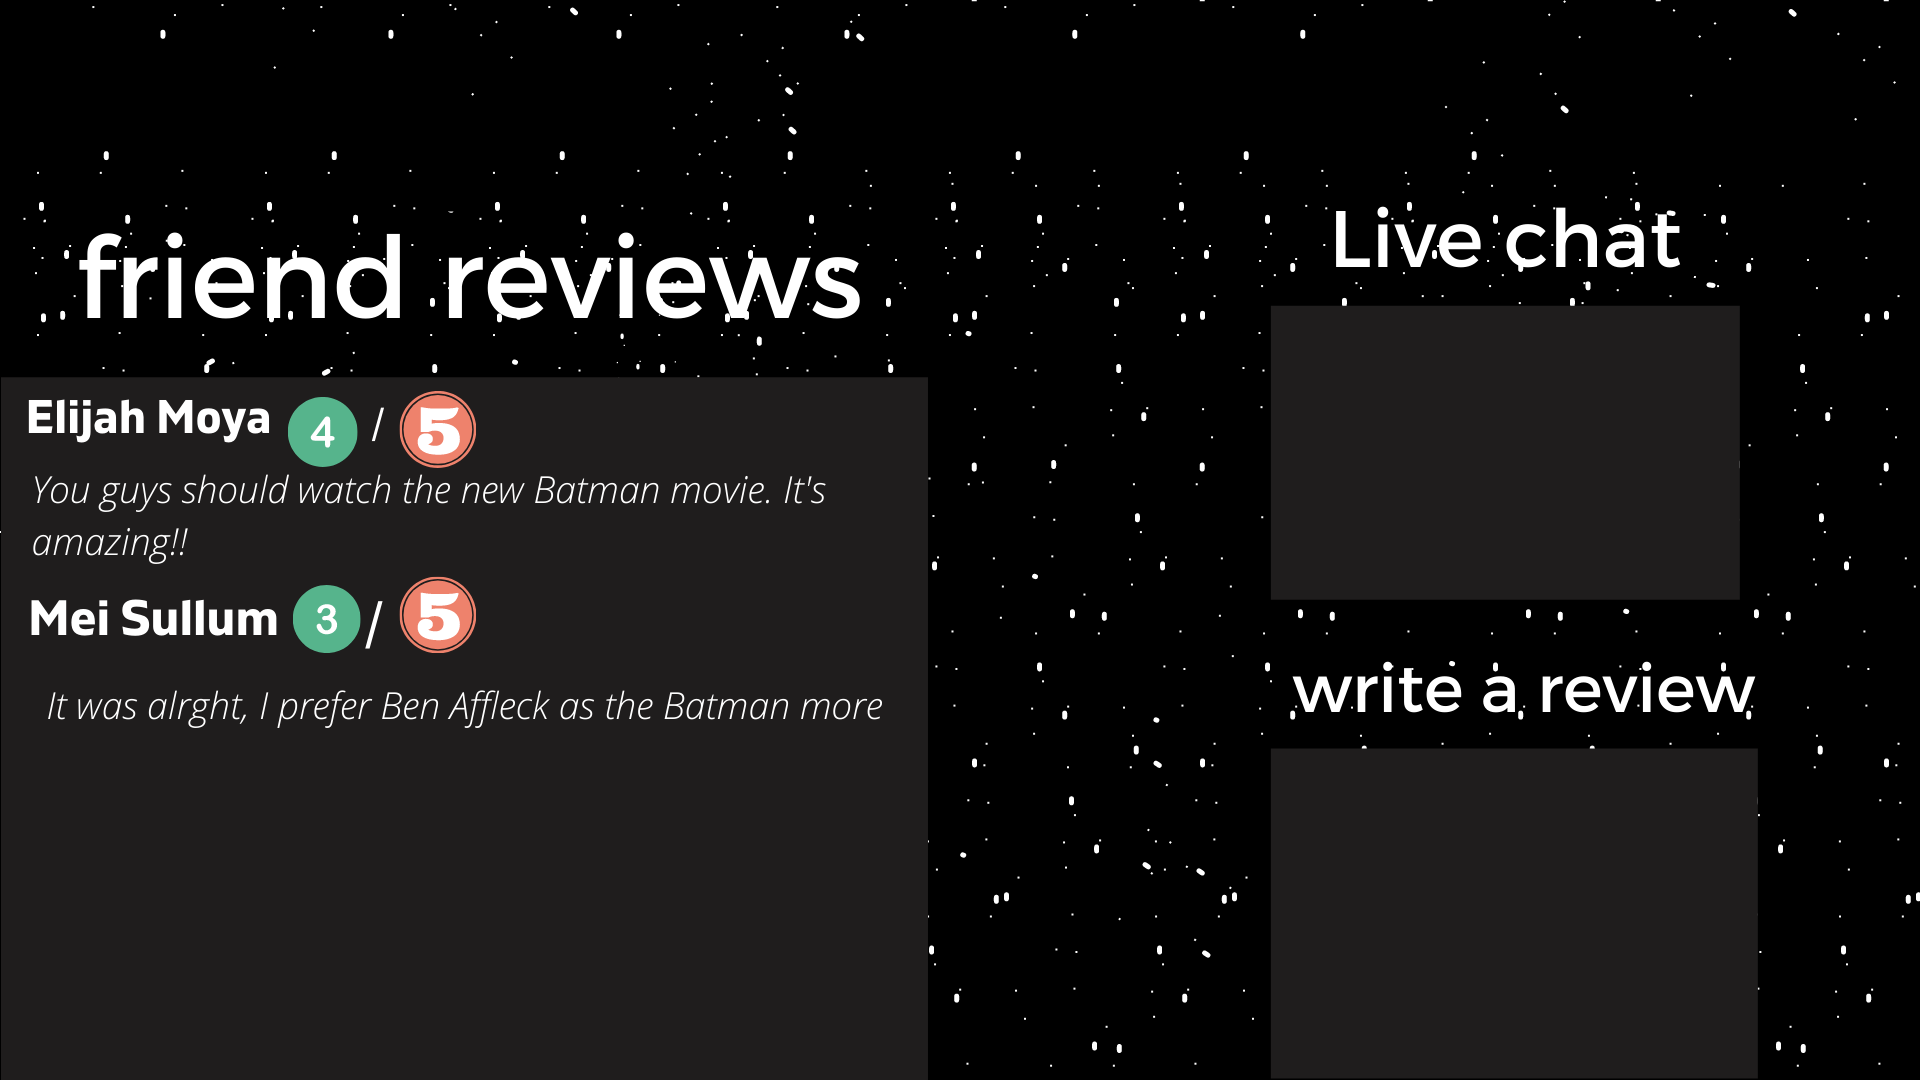 friend reviews
Elijah Moya 4 / 5
You guys should watch the new Batman movie. It's
amazing!!
Mei Sullum 3 / 5
It was alrght, I prefer Ben Affleck as the Batman more
Live chat
write a review